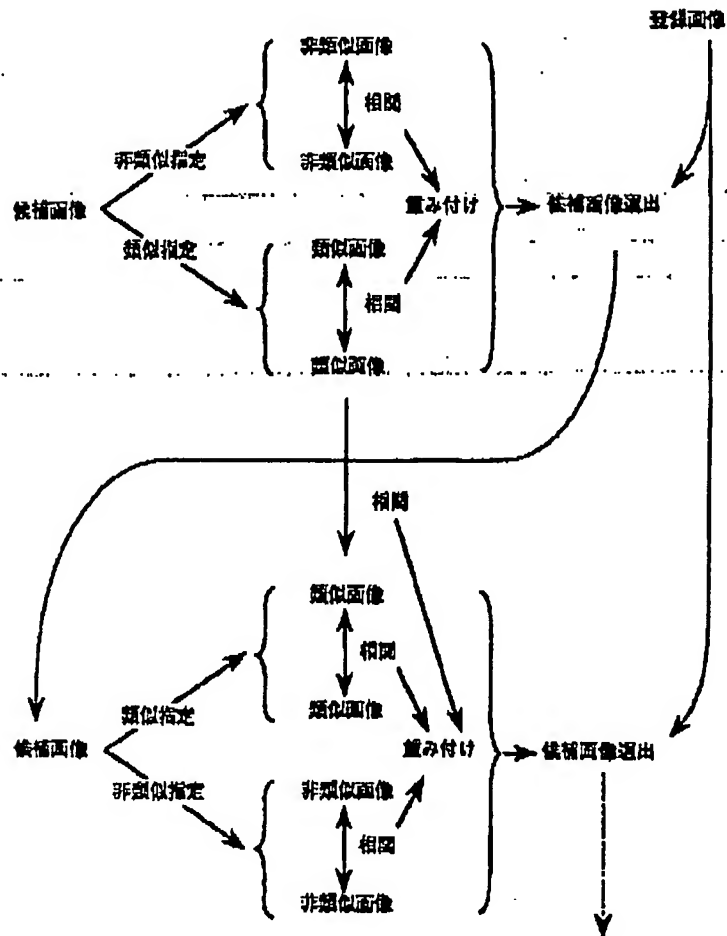 登録画像
非類似画像
相関
非類似指定
非類似画像
候補画像
重み付け
候補画像選出
類似指定
類似画像
相関
類似画像
相関
類似画像
相関
類似指定
類似画像
候補画像
重み付け
候補画像選出
非類似指定
非類似画像
相関
非類似画像